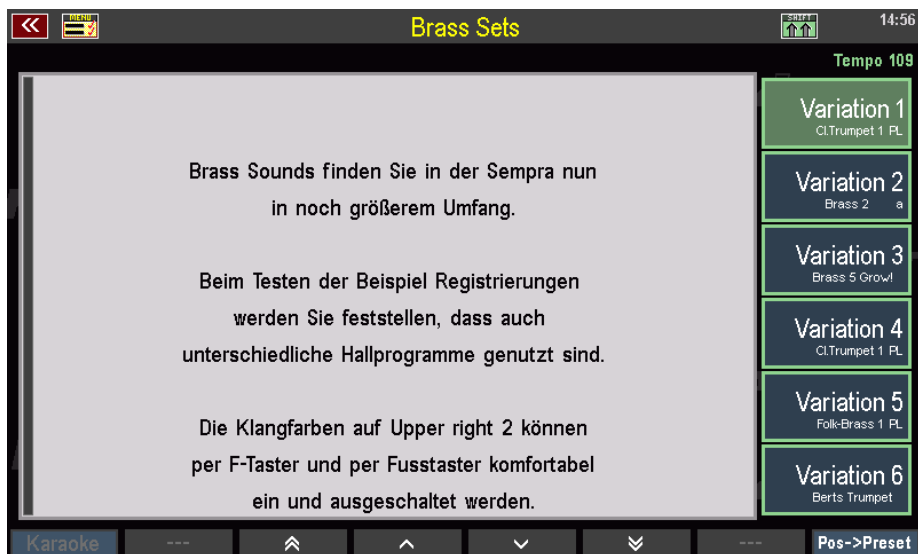 MENU
Brass Sets
SHIFT
14:56
Tempo 109
Brass Sounds finden Sie in der Sempra nun
in noch größerem Umfang.
Beim Testen der Beispiel Registrierungen
werden Sie feststellen, dass auch
unterschiedliche Hallprogramme genutzt sind.
Die Klangfarben auf Upper right 2 können
per F-Taster und per Fusstaster komfortabel
ein und ausgeschaltet werden.
Variation 1
Cl.Trumpet 1 PL
Variation 2
Brass 2 a
Variation 3
Brass 5 Growl
Variation 4
Cl.Trumpet 1 PL
Variation 5
Folk-Brass 1 PL
Variation 6
Berts Trumpet
Karaoke
---
---
Pos->Preset